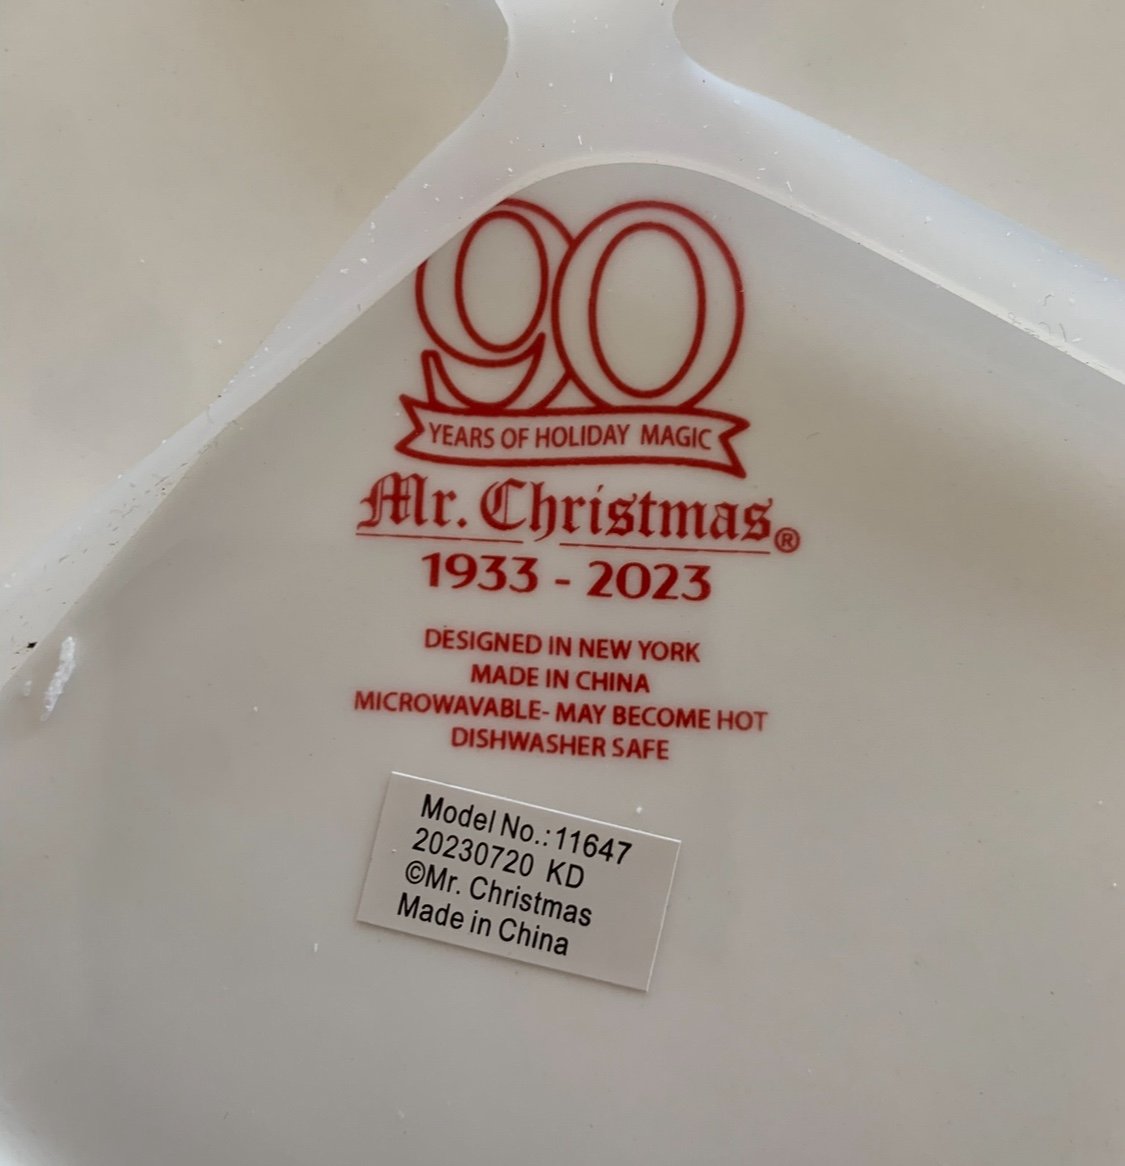 90
YEARS OF HOLIDAY MAGIC
Mr. Christmas®
1933 - 2023
DESIGNED IN NEW YORK
MADE IN CHINA
MICROWAVABLE- MAY BECOME HOT
DISHWASHER SAFE
Model No.:11647
20230720 KD
©Mr. Christmas
Made in China